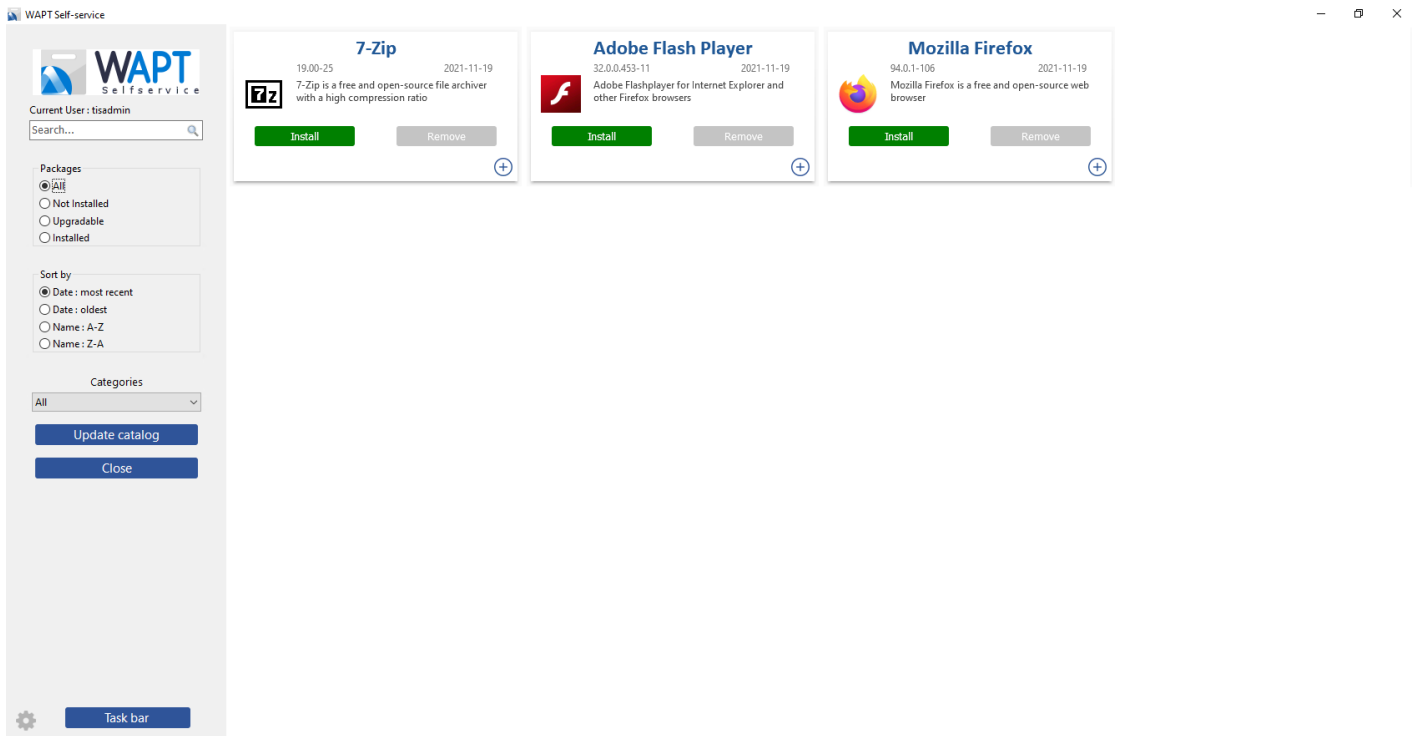 WAPT Self-service
WAPT
Selfservice
Current User : tisadmin
Search...
Packages
All
Not Installed
Upgradable
Installed
Sort by
Date : most recent
Date : oldest
Name : A-Z
Name : Z-A
Categories
All
Update catalog
Close
Task bar
7-Zip
19.00-25 2021-11-19
7z
7-Zip is a free and open-source file archiver
with a high compression ratio
Install Remove
Adobe Flash Player
32.0.0.453-11 2021-11-19
Adobe Flashplayer for Internet Explorer and
other Firefox browsers
Install Remove
Mozilla Firefox
94.0.1-106 2021-11-19
Mozilla Firefox is a free and open-source web
browser
Install Remove